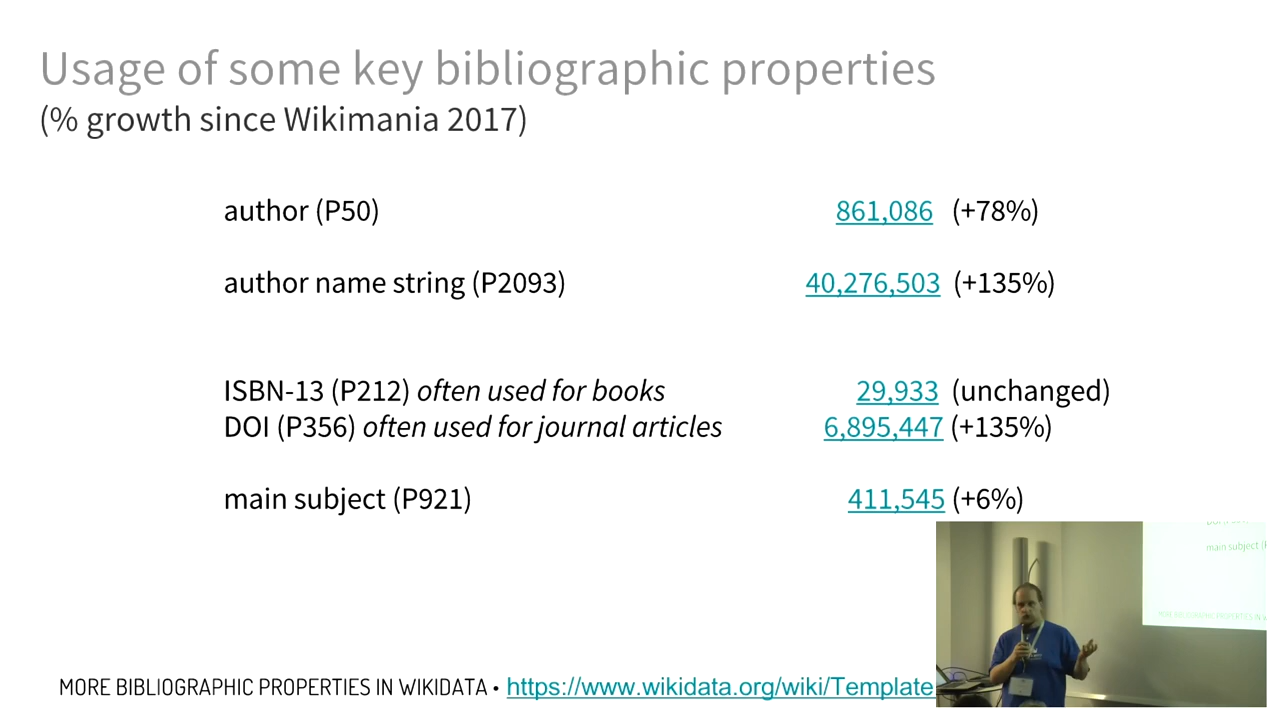 Usage of some key bibliographic properties
(% growth since Wikimania 2017)
author (P50) 861,086 (+78%)
author name string (P2093) 40,276,503 (+135%)
ISBN-13 (P212) often used for books 29,933 (unchanged)
DOI (P356) often used for journal articles 6,895,447 (+135%)
main subject (P921) 411,545 (+6%)
main subject (
MORE BIBLIOGRAPHIC PROPERTIES IN WIKIDATA • https://www.wikidata.org/wiki/Template